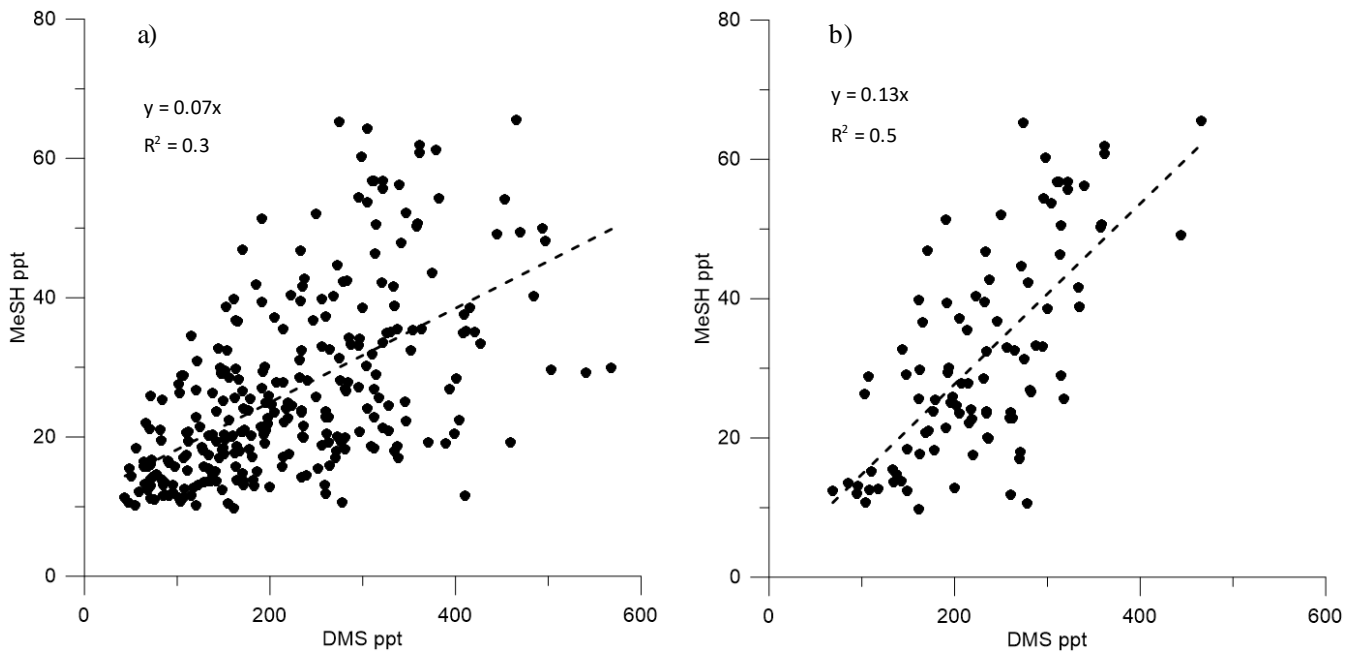 a)
y = 0.07x
R² = 0.3
80
60
40
20
0
MeSH ppt
0
200
400
600
DMS ppt
b)
y = 0.13x
R² = 0.5
80
60
40
20
0
MeSH ppt
0
200
400
600
DMS ppt